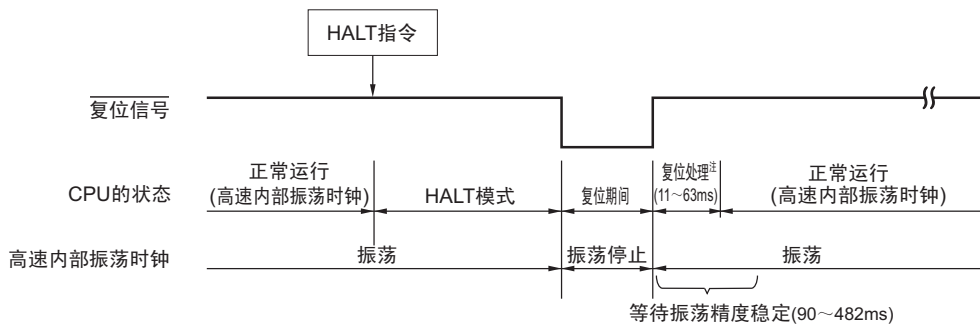 HALT指令
复位信号
正常运行
(高速内部振荡时钟)
HALT模式
复位期间
复位处理注
(11～63ms)
正常运行
(高速内部振荡时钟)
CPU的状态
高速内部振荡时钟
振荡
振荡停止
振荡
等待振荡精度稳定(90～482ms)